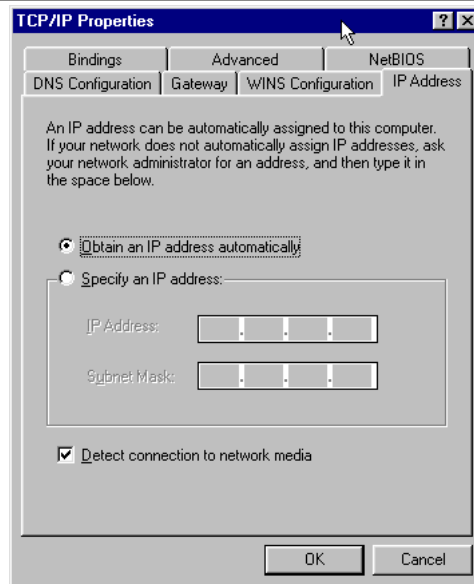 TCP/IP Properties
Bindings Advanced NetBIOS
DNS Configuration Gateway WINS Configuration IP Address
An IP address can be automatically assigned to this computer.
If your network does not automatically assign IP addresses, ask
your network administrator for an address, and then type it in
the space below.
Obtain an IP address automatically
Specify an IP address:
IP Address:
Subnet Mask:
Detect connection to network media
OK Cancel